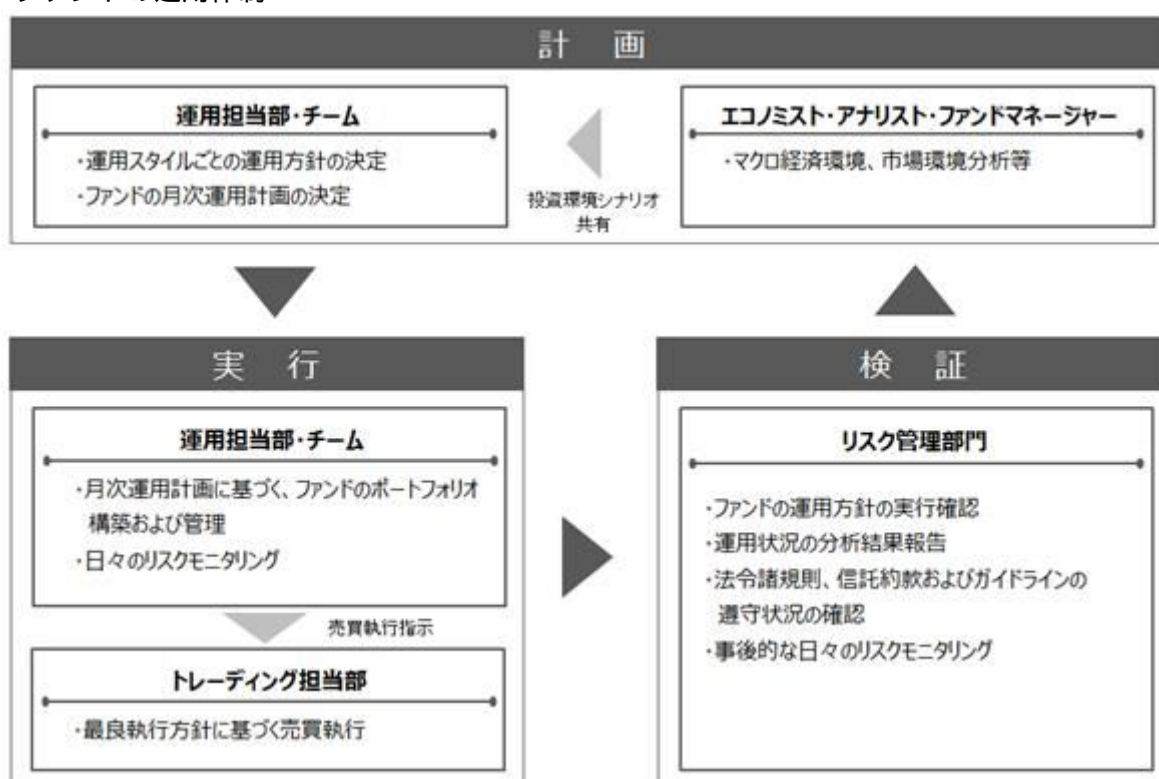 計 画
運用担当部・チーム
・運用スタイルごとの運用方針の決定
・ファンドの月次運用計画の決定
投資環境シナリオ
共有
エコノミスト・アナリスト・ファンドマネージャー
・マクロ経済環境、市場環境分析等
実 行
運用担当部・チーム
・月次運用計画に基づく、ファンドのポートフォリオ
構築および管理
・日々のリスクモニタリング
売買執行指示
トレーディング担当部
・最良執行方針に基づく売買執行
検 証
リスク管理部門
・ファンドの運用方針の実行確認
・運用状況の分析結果報告
・法令諸規則、信託約款およびガイドラインの
遵守状況の確認
・事後的な日々のリスクモニタリング